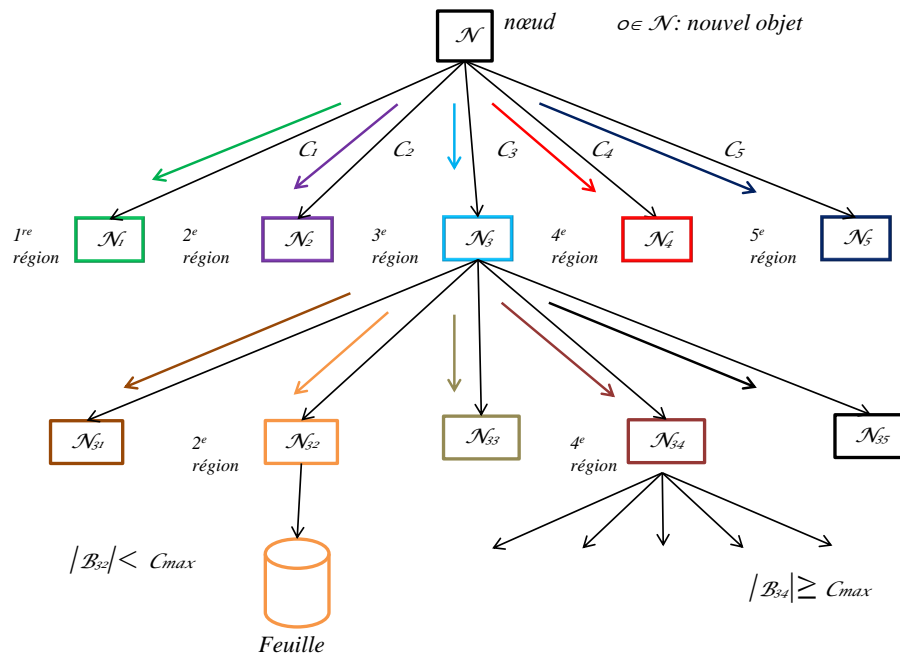 N nœud o∈ N: nouvel objet
C1 C2 C3 C4 C5
1re région N1 2e région N2 3e région N3 4e région N4 5e région N5
N31 2e région N32 N33 4e région N34 N35
|B32|< Cmax
|B34|≥ Cmax
Feuille